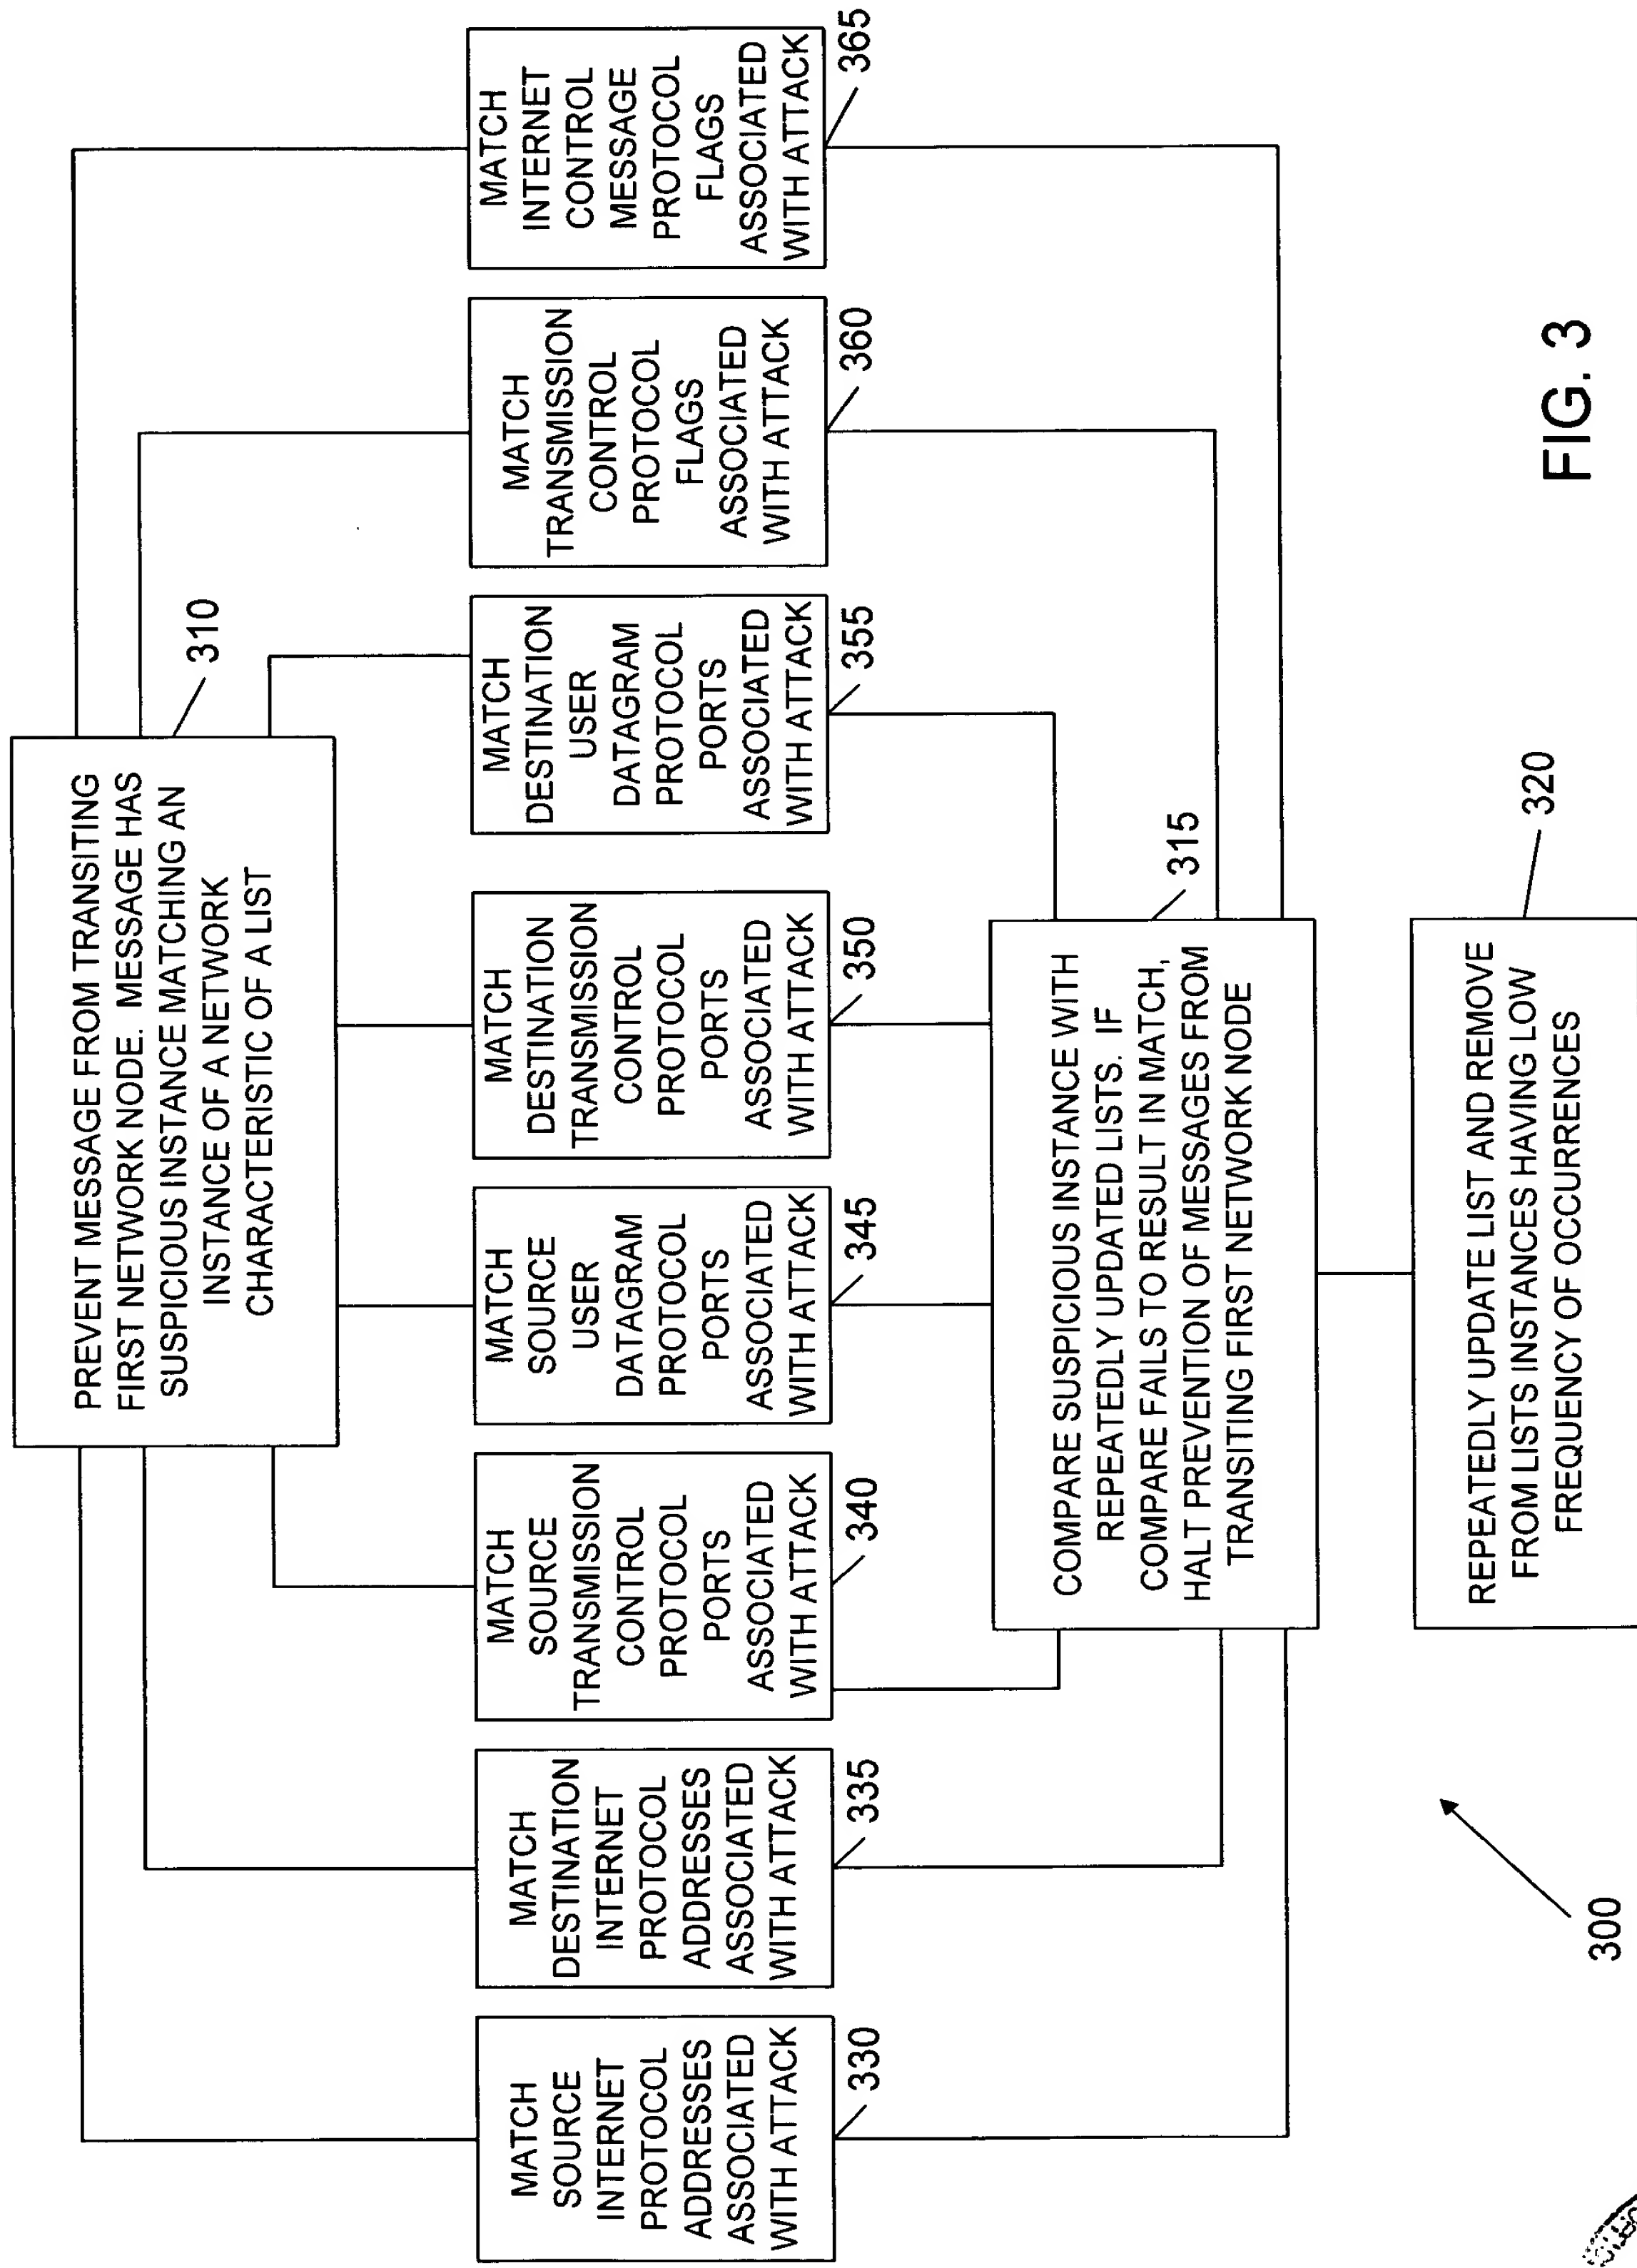 PREVENT MESSAGE FROM TRANSITING
FIRST NETWORK NODE. MESSAGE HAS
SUSPICIOUS INSTANCE MATCHING AN
INSTANCE OF A NETWORK
CHARACTERISTIC OF A LIST
310
MATCH
SOURCE
INTERNET
PROTOCOL
ADDRESSES
ASSOCIATED
WITH ATTACK
330
MATCH
DESTINATION
INTERNET
PROTOCOL
ADDRESSES
ASSOCIATED
WITH ATTACK
335
MATCH
SOURCE
TRANSMISSION
CONTROL
PROTOCOL
PORTS
ASSOCIATED
WITH ATTACK
340
MATCH
SOURCE
USER
DATAGRAM
PROTOCOL
PORTS
ASSOCIATED
WITH ATTACK
345
MATCH
DESTINATION
TRANSMISSION
CONTROL
PROTOCOL
PORTS
ASSOCIATED
WITH ATTACK
350
MATCH
DESTINATION
USER
DATAGRAM
PROTOCOL
PORTS
ASSOCIATED
WITH ATTACK
355
MATCH
TRANSMISSION
CONTROL
PROTOCOL
FLAGS
ASSOCIATED
WITH ATTACK
360
MATCH
INTERNET
CONTROL
MESSAGE
PROTOCOL
FLAGS
ASSOCIATED
WITH ATTACK
365
COMPARE SUSPICIOUS INSTANCE WITH
REPEATEDLY UPDATED LISTS. IF
COMPARE FAILS TO RESULT IN MATCH,
HALT PREVENTION OF MESSAGES FROM
TRANSITING FIRST NETWORK NODE
315
REPEATEDLY UPDATE LIST AND REMOVE
FROM LISTS INSTANCES HAVING LOW
FREQUENCY OF OCCURRENCES
320
300
FIG. 3